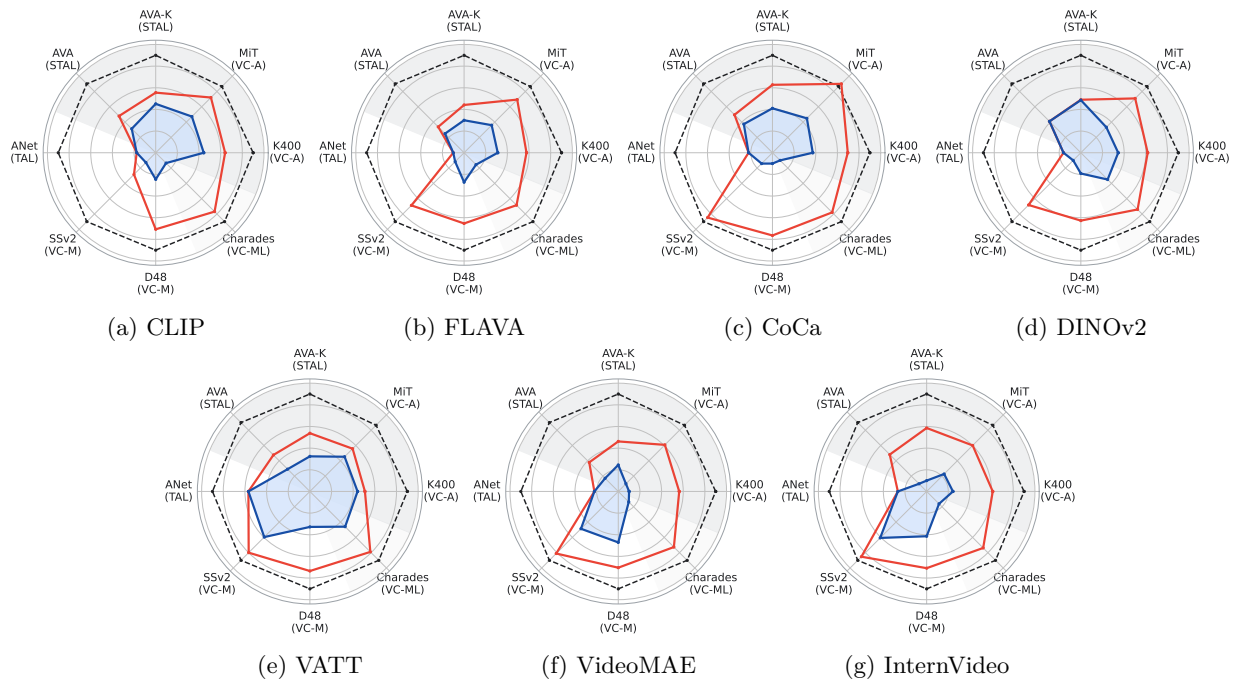 AVA-K
(STAL)
MiT
(VC-A)
K400
(VC-A)
Charades
(VC-ML)
D48
(VC-M)
SSv2
(VC-M)
ANet
(TAL)
AVA
(STAL)
(a) CLIP
AVA-K
(STAL)
MiT
(VC-A)
K400
(VC-A)
Charades
(VC-ML)
D48
(VC-M)
SSv2
(VC-M)
ANet
(TAL)
AVA
(STAL)
(b) FLAVA
AVA-K
(STAL)
MiT
(VC-A)
K400
(VC-A)
Charades
(VC-ML)
D48
(VC-M)
SSv2
(VC-M)
ANet
(TAL)
AVA
(STAL)
(c) CoCa
AVA-K
(STAL)
MiT
(VC-A)
K400
(VC-A)
Charades
(VC-ML)
D48
(VC-M)
SSv2
(VC-M)
ANet
(TAL)
AVA
(STAL)
(d) DINOv2
AVA-K
(STAL)
MiT
(VC-A)
K400
(VC-A)
Charades
(VC-ML)
D48
(VC-M)
SSv2
(VC-M)
ANet
(TAL)
AVA
(STAL)
(e) VATT
AVA-K
(STAL)
MiT
(VC-A)
K400
(VC-A)
Charades
(VC-ML)
D48
(VC-M)
SSv2
(VC-M)
ANet
(TAL)
AVA
(STAL)
(f) VideoMAE
AVA-K
(STAL)
MiT
(VC-A)
K400
(VC-A)
Charades
(VC-ML)
D48
(VC-M)
SSv2
(VC-M)
ANet
(TAL)
AVA
(STAL)
(g) InternVideo